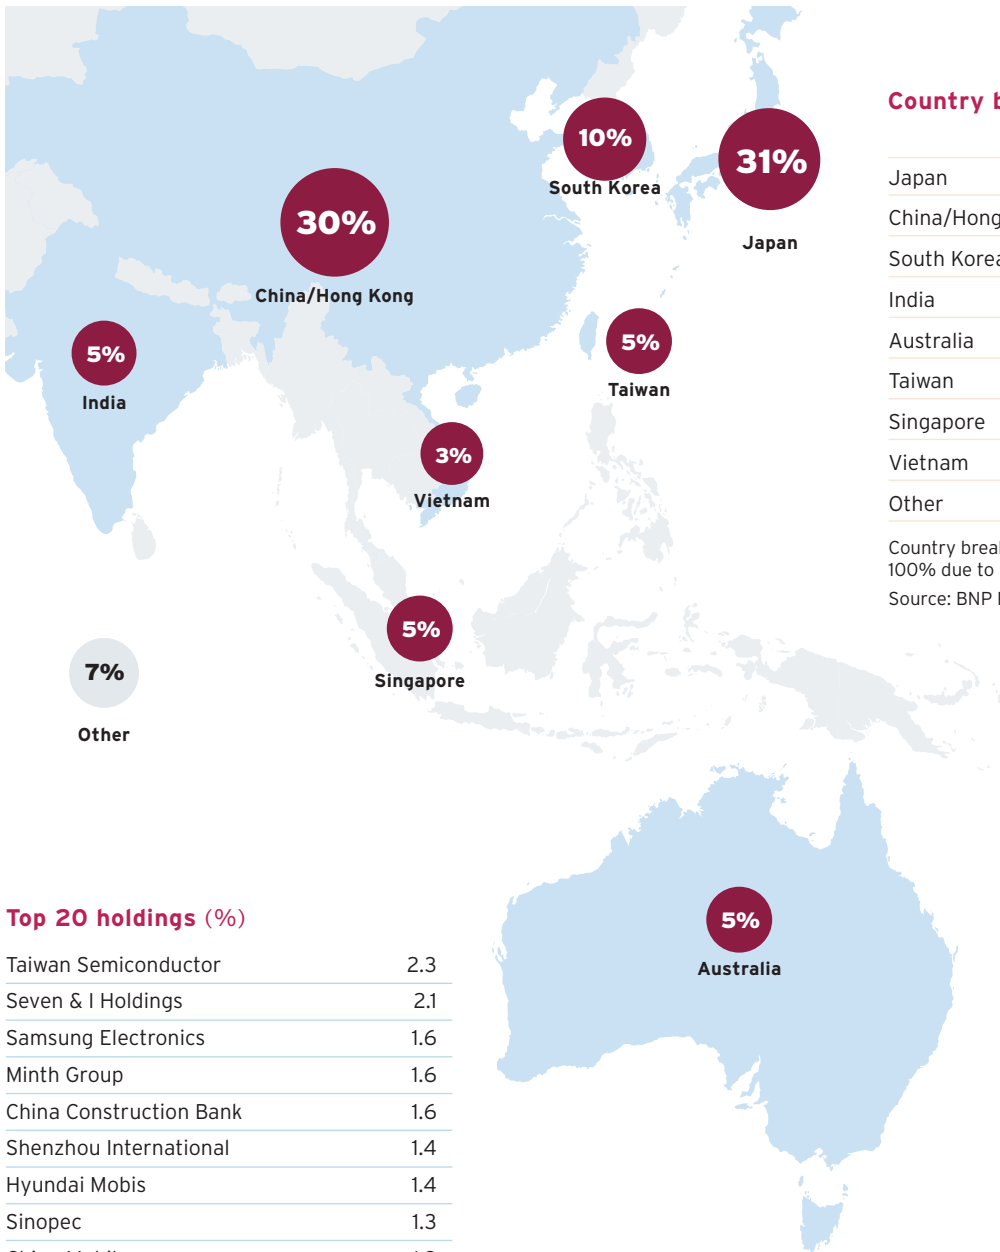 10%
South Korea
31%
Japan
30%
China/Hong Kong
5%
India
5%
Taiwan
3%
Vietnam
5%
Singapore
7%
Other
5%
Australia
Country
Japan
China/Hong
South
India
Australia
Taiwan
Singapore
Vietnam
Other
Country
100% due to
Source: BNP
Top 20 holdings (%)
Taiwan Semiconductor 2.3
Seven & I Holdings 2.1
Samsung Electronics 1.6
Minth Group 1.6
China Construction Bank 1.6
Shenzhou International 1.4
Hyundai Mobis 1.4
Sinopec 1.3